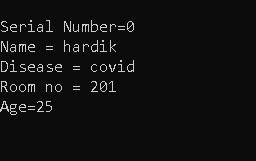 Serial Number=0
Name = hardik
Disease = covid
Room no = 201
Age=25